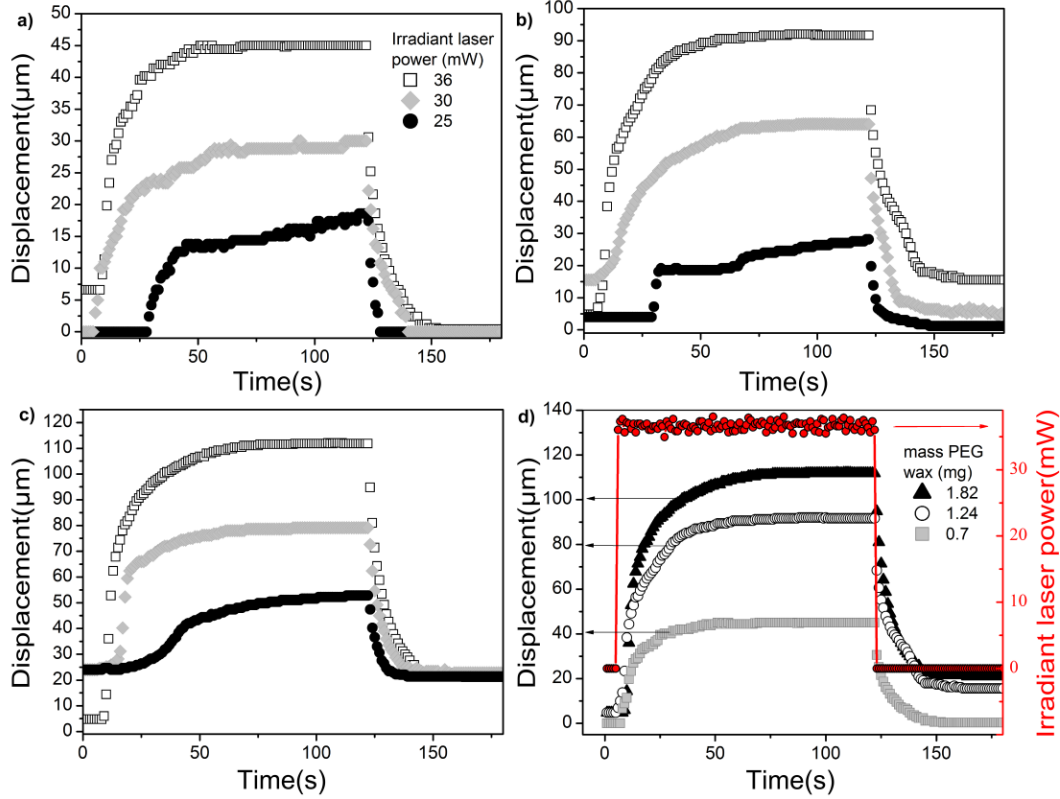 a)
Irradiant laser
power (mW)
36
30
25
50
45
40
35
30
25
20
15
10
5
0
Displacement(μm)
0 50 100 150
Time(s)
b)
100
90
80
70
60
50
40
30
20
10
0
Displacement(μm)
0 50 100 150
Time(s)
c)
120
110
100
90
80
70
60
50
40
30
20
10
0
Displacement(μm)
0 50 100 150
Time(s)
d)
mass PEG
wax (mg)
1.82
1.24
0.7
140
120
100
80
60
40
20
0
Displacement(μm)
0 50 100 150
Time(s)
30
20
10
0
Irradiant laser power(mW)